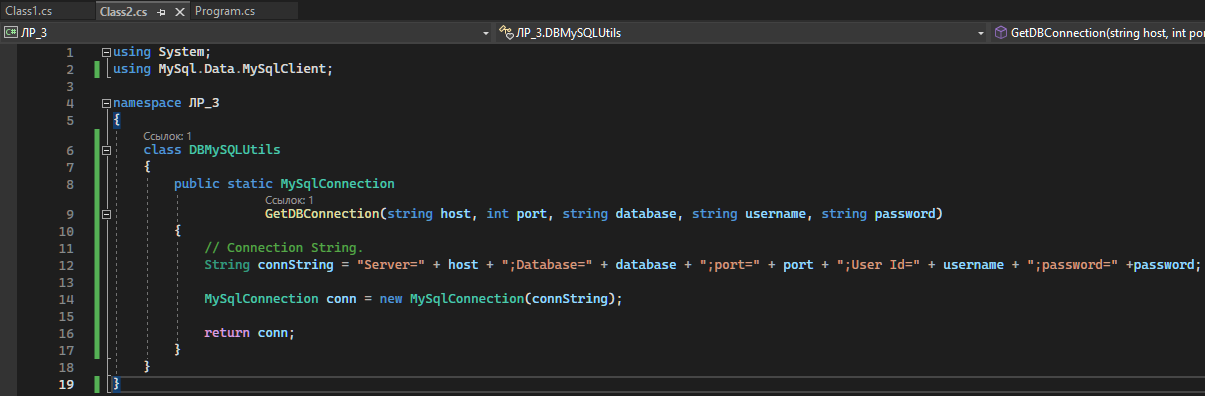 Class1.cs Class2.cs Program.cs
C# ЛР_3 ЛР_3.DBMySQLUtils GetDBConnection(string host, int por
1 using System;
2 using MySql.Data.MySqlClient;
3
4 namespace ЛР_3
5 {
Ссылок: 1
6 class DBMySQLUtils
7 {
8 public static MySqlConnection
Ссылок: 1
9 GetDBConnection(string host, int port, string database, string username, string password)
10 {
11 // Connection String.
12 String connString = "Server=" + host + ";Database=" + database + ";port=" + port + ";User Id=" + username + ";password=" +password;
13
14 MySqlConnection conn = new MySqlConnection(connString);
15
16 return conn;
17 }
18 }
19 }